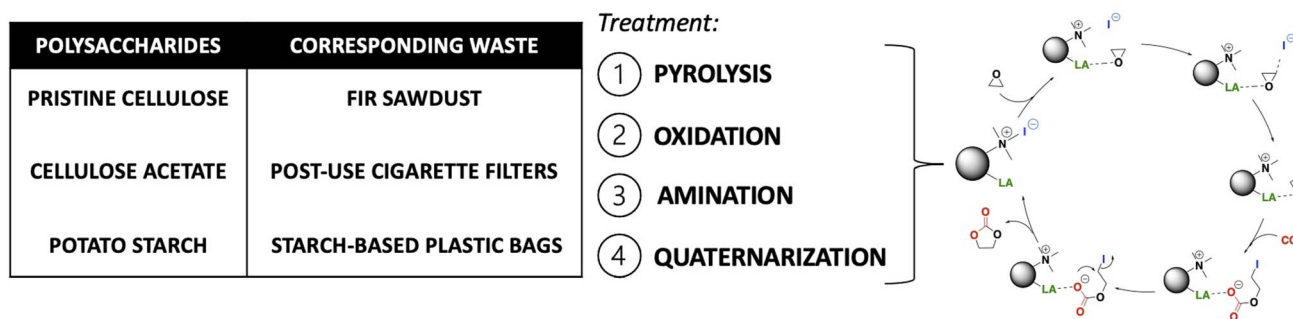 POLYSACCHARIDES CORRESPONDING WASTE
PRISTINE CELLULOSE FIR SAWDUST
CELLULOSE ACETATE POST-USE CIGARETTE FILTERS
POTATO STARCH STARCH-BASED PLASTIC BAGS
Treatment:
1 PYROLYSIS
2 OXIDATION
3 AMINATION
4 QUATERNARIZATION
N⊕ I⊖
LA O
N⊕ I⊖
LA O
O
N⊕ I⊖
LA
N⊕
LA
O
O O
N⊕ I
LA O⊖
O
O
N⊕ I
LA O⊖
O
O